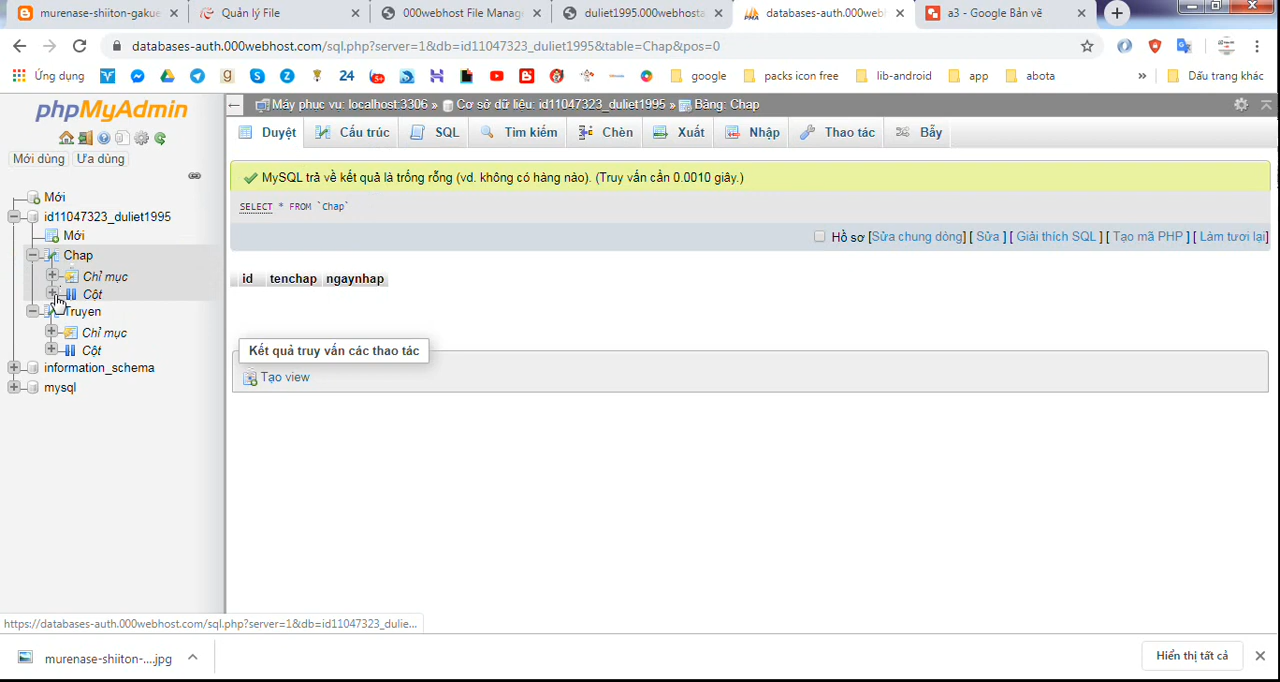 murenase-shiiton-gakue
Quản lý File
000webhost File Manag
duliet1995.000webhosta
databases-auth.000webh
a3 - Google Bản vẽ
databases-auth.000webhost.com/sql.php?server=1&db=id11047323_duliet1995&table=Chap&pos=0
Ứng dụng
24
google
packs icon free
lib-android
app
abota
»
Dấu trang khác
phpMyAdmin
Mới dùng
Ưa dùng
Mới
id11047323_duliet1995
Mới
Chap
Chỉ mục
Cột
Truyen
Chỉ mục
Cột
information_schema
mysql
Máy phục vụ: localhost:3306 » Cơ sở dữ liệu: id11047323_duliet1995 » Bảng: Chap
Duyệt
Cấu trúc
SQL
Tìm kiếm
Chèn
Xuất
Nhập
Thao tác
Bẫy
MySQL trả về kết quả là trống rỗng (vd. không có hàng nào). (Truy vấn cần 0.0010 giây.)
SELECT * FROM `Chap`
Hồ sơ [Sửa chung dòng] [ Sửa ] [ Giải thích SQL ] [ Tạo mã PHP ] [ Làm tươi lại]
id tenchap ngaynhap
Kết quả truy vấn các thao tác
Tạo view
https://databases-auth.000webhost.com/sql.php?server=1&db=id11047323_dulie...
murenase-shiiton-....jpg
Hiển thị tất cả